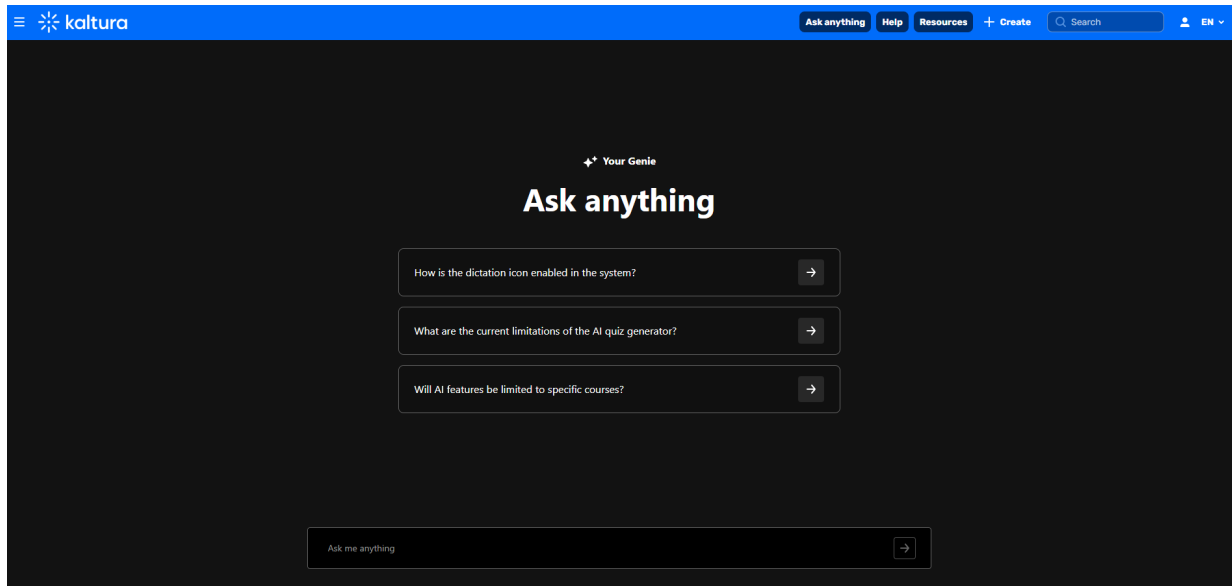 kaltura
Ask anything Help Resources + Create Search EN
Your Genie
Ask anything
How is the dictation icon enabled in the system?
What are the current limitations of the AI quiz generator?
Will AI features be limited to specific courses?
Ask me anything